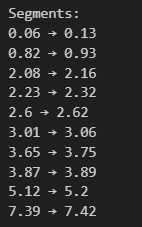 Segments:
0.06 → 0.13
0.82 → 0.93
2.08 → 2.16
2.23 → 2.32
2.6 → 2.62
3.01 → 3.06
3.65 → 3.75
3.87 → 3.89
5.12 → 5.2
7.39 → 7.42